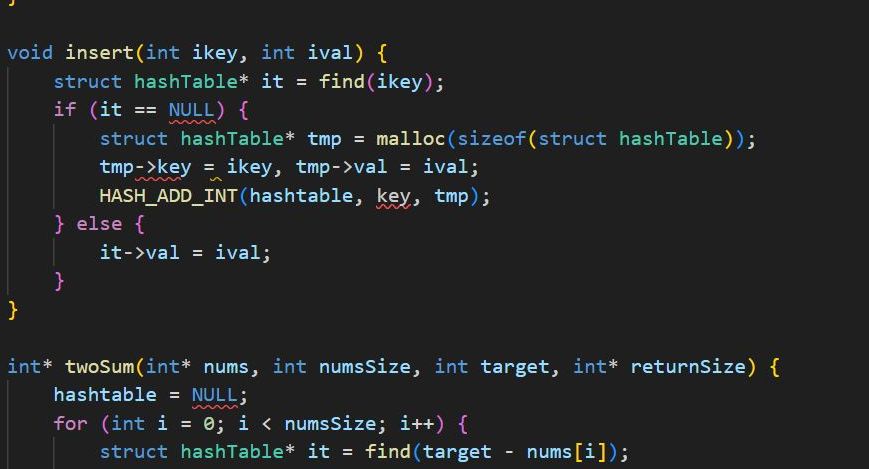 }
void insert(int ikey, int ival) {
    struct hashTable* it = find(ikey);
    if (it == NULL) {
        struct hashTable* tmp = malloc(sizeof(struct hashTable));
        tmp->key = ikey, tmp->val = ival;
        HASH_ADD_INT(hashtable, key, tmp);
    } else {
        it->val = ival;
    }
}
int* twoSum(int* nums, int numsSize, int target, int* returnSize) {
    hashtable = NULL;
    for (int i = 0; i < numsSize; i++) {
        struct hashTable* it = find(target - nums[i]);